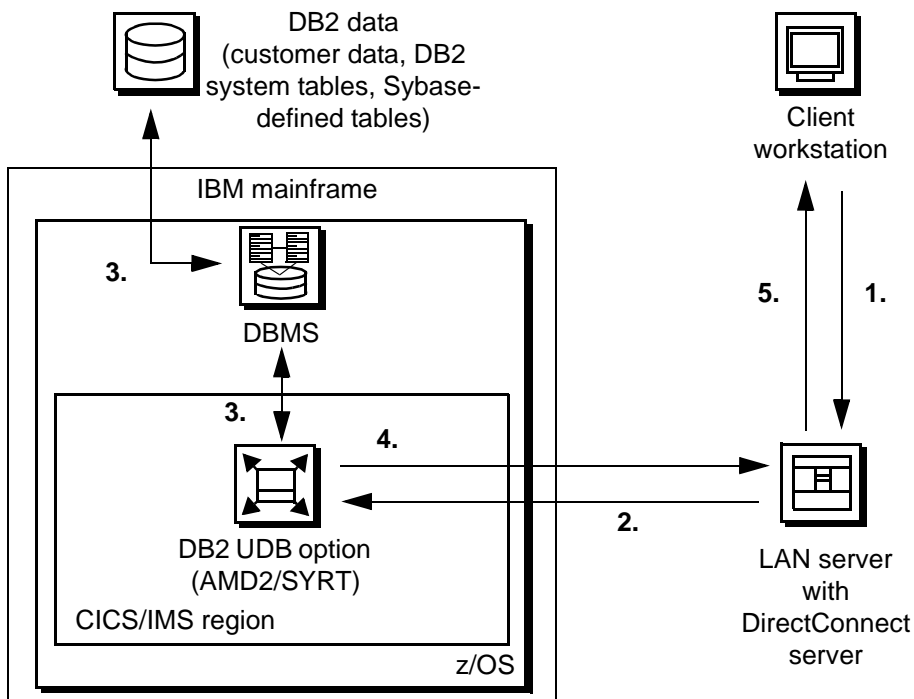 DB2 data
(customer data, DB2
system tables, Sybase-
defined tables)
Client
workstation
IBM mainframe
3.
DBMS
5.
1.
3.
4.
2.
DB2 UDB option
(AMD2/SYRT)
CICS/IMS region
z/OS
LAN server
with
DirectConnect
server